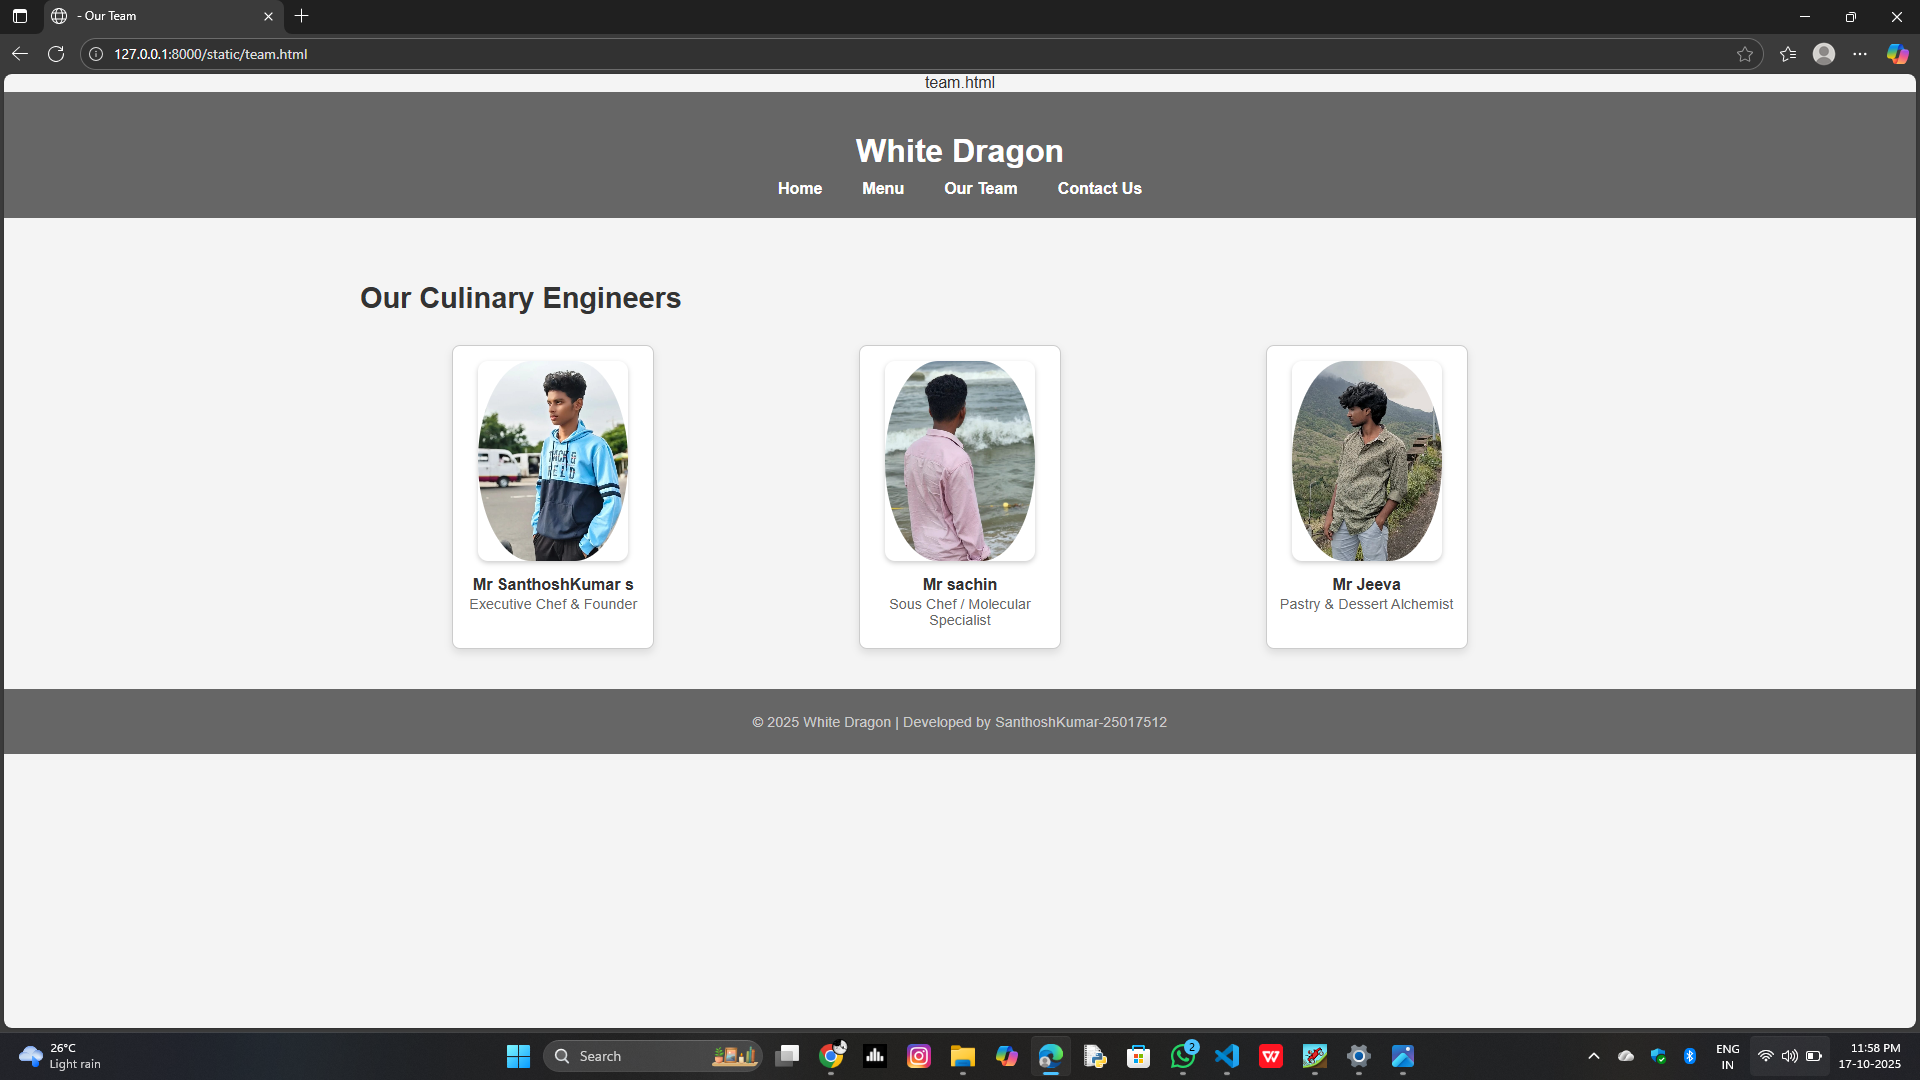 - Our Team
127.0.0.1:8000/static/team.html
team.html
White Dragon
Home Menu Our Team Contact Us
Our Culinary Engineers
Mr SanthoshKumar s
Executive Chef & Founder
Mr sachin
Sous Chef / Molecular
Specialist
Mr Jeeva
Pastry & Dessert Alchemist
© 2025 White Dragon | Developed by SanthoshKumar-25017512
26°C
Light rain
Search
2
ENG
IN
11:58 PM
17-10-2025